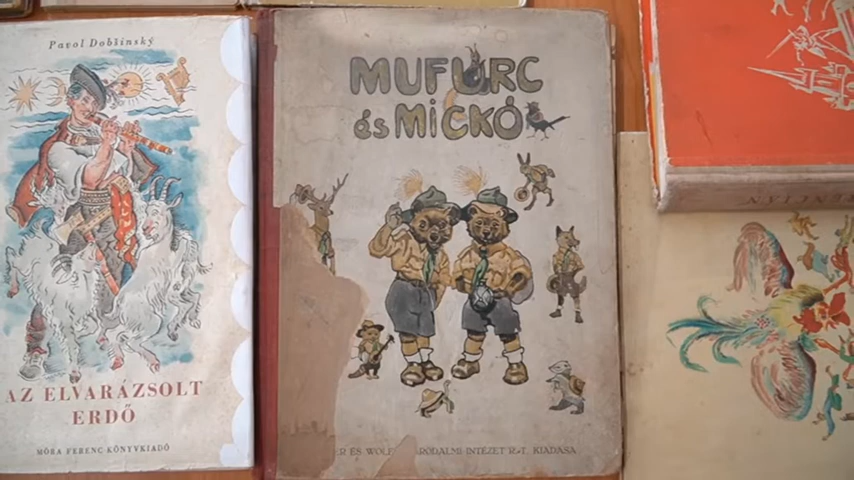 Pavol Dobšinský
AZ ELVARÁZSOLT
ERDŐ
MÓRA FERENC KÖNYVKIADÓ
MUFURC
és MICKÓ
ER ÉS WOLF
IRODALMI INTÉZET R.T. KIADÁSA